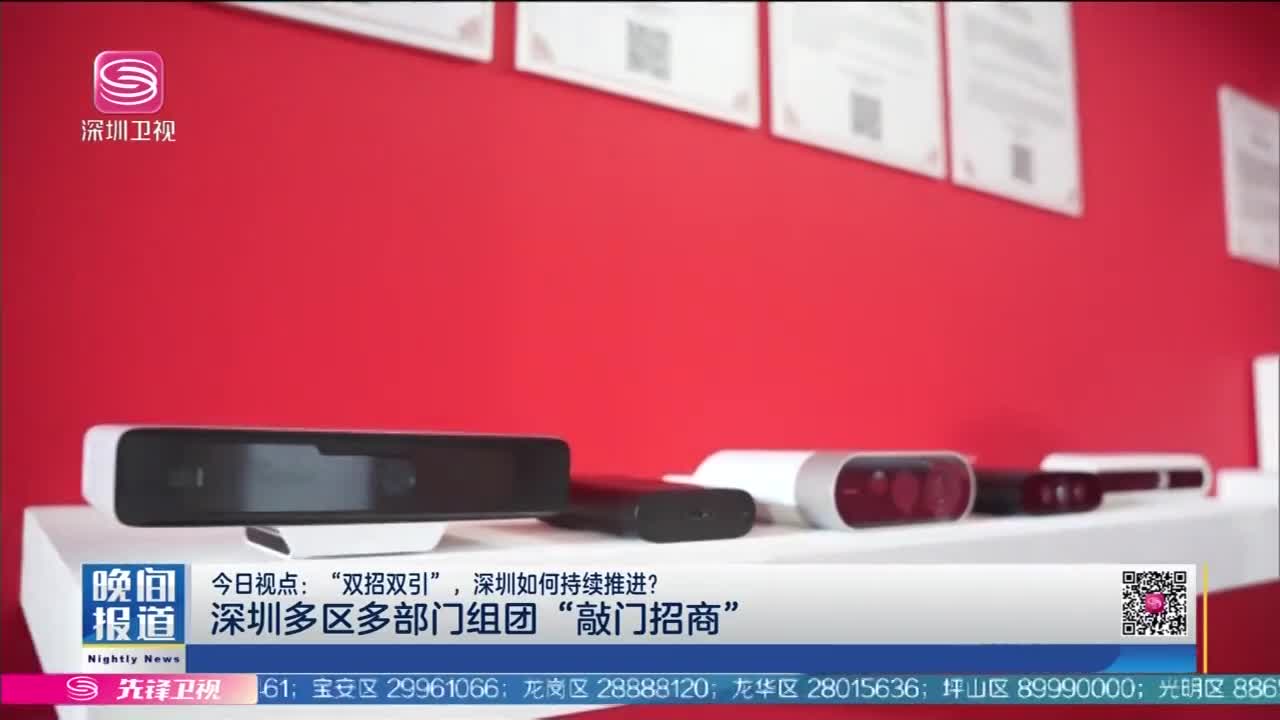 深圳卫视
晚间
报道
Nightly News
今日视点：“双招双引”，深圳如何持续推进？
深圳多区多部门组团“敲门招商”
先锋卫视
61；宝安区 29961066；龙岗区 28888120；龙华区 28015636；坪山区 89990000；光明区 886